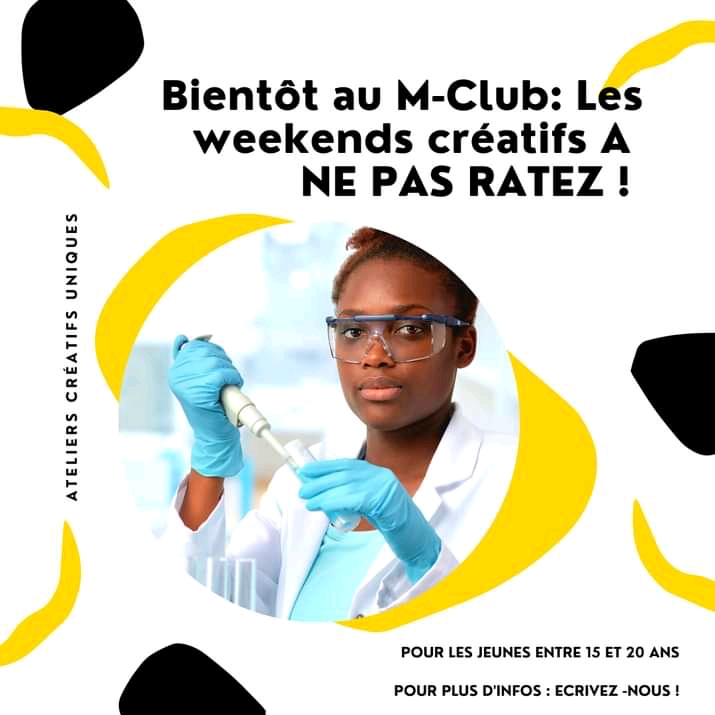 Bientôt au M-Club: Les
weekends créatifs A
NE PAS RATEZ !
ATELIERS CRÉATIFS UNIQUES
POUR LES JEUNES ENTRE 15 ET 20 ANS
POUR PLUS D'INFOS : ECRIVEZ -NOUS !